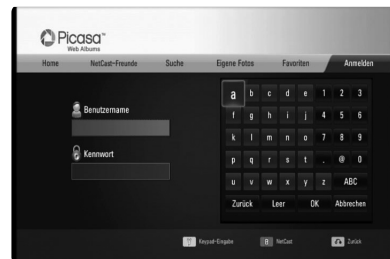 Picasa™
Web Albums
Home NetCast-Freunde Suche Eigene Fotos Favoriten Anmelden
Benutzername
Kennwort
a b c d e 1 2 3
f g h i j 4 5 6
k l m n o 7 8 9
p q r s t . @ 0
u v w x y z ABC
Zurück Leer OK Abbrechen
Keypad-Eingabe NetCast Zurück